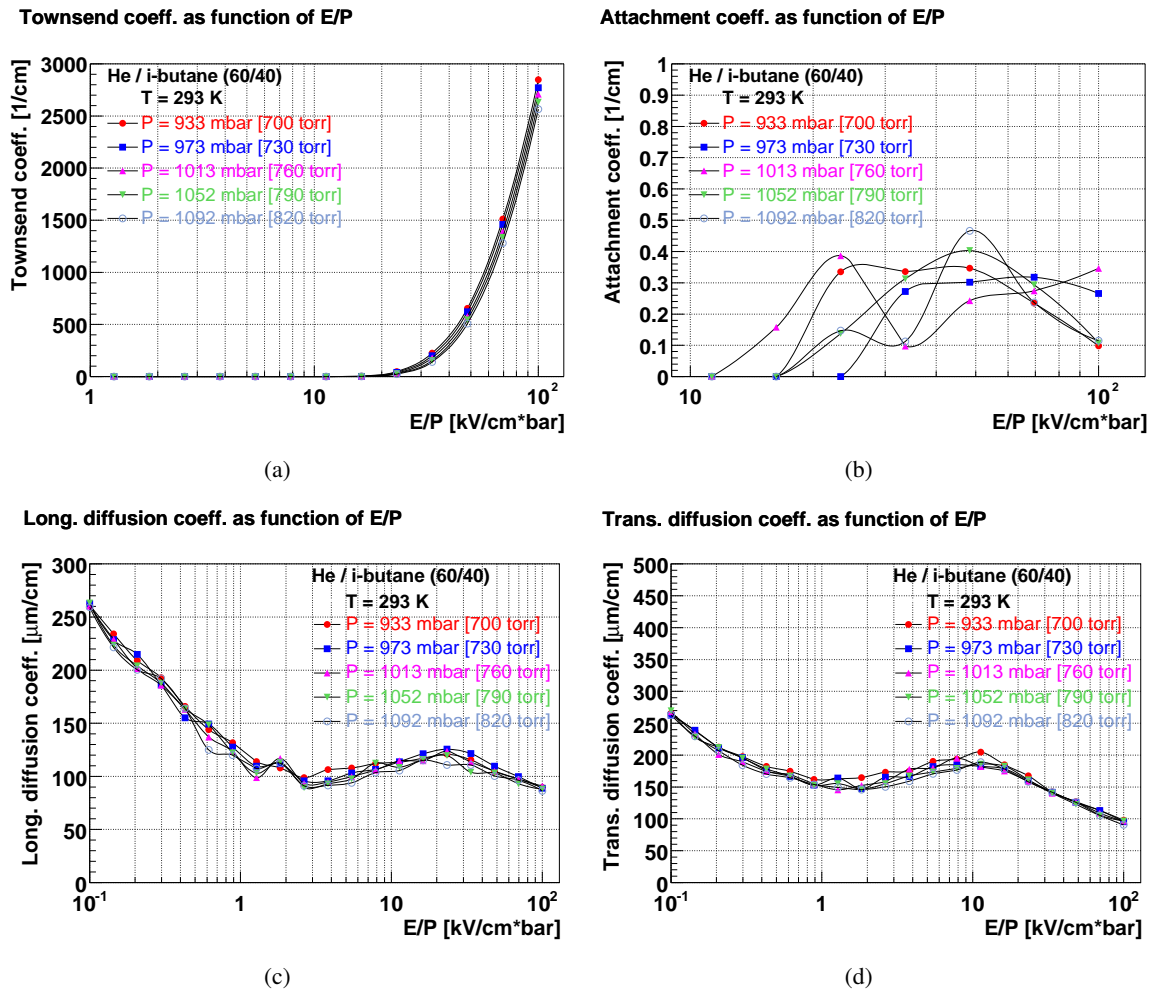 Townsend coeff. as function of E/P
Townsend coeff. [1/cm]
3000
2500
2000
1500
1000
500
0
He / i-butane (60/40)
T = 293 K
P = 933 mbar [700 torr]
P = 973 mbar [730 torr]
P = 1013 mbar [760 torr]
P = 1052 mbar [790 torr]
P = 1092 mbar [820 torr]
1 10 10²
E/P [kV/cm*bar]
(a)
Attachment coeff. as function of E/P
Attachment coeff. [1/cm]
1
0.9
0.8
0.7
0.6
0.5
0.4
0.3
0.2
0.1
0
He / i-butane (60/40)
T = 293 K
P = 933 mbar [700 torr]
P = 973 mbar [730 torr]
P = 1013 mbar [760 torr]
P = 1052 mbar [790 torr]
P = 1092 mbar [820 torr]
10 10²
E/P [kV/cm*bar]
(b)
Long. diffusion coeff. as function of E/P
Long. diffusion coeff. [μm/cm]
300
250
200
150
100
50
0
He / i-butane (60/40)
T = 293 K
P = 933 mbar [700 torr]
P = 973 mbar [730 torr]
P = 1013 mbar [760 torr]
P = 1052 mbar [790 torr]
P = 1092 mbar [820 torr]
10⁻¹ 1 10 10²
E/P [kV/cm*bar]
(c)
Trans. diffusion coeff. as function of E/P
Trans. diffusion coeff. [μm/cm]
500
450
400
350
300
250
200
150
100
50
0
He / i-butane (60/40)
T = 293 K
P = 933 mbar [700 torr]
P = 973 mbar [730 torr]
P = 1013 mbar [760 torr]
P = 1052 mbar [790 torr]
P = 1092 mbar [820 torr]
10⁻¹ 1 10 10²
E/P [kV/cm*bar]
(d)